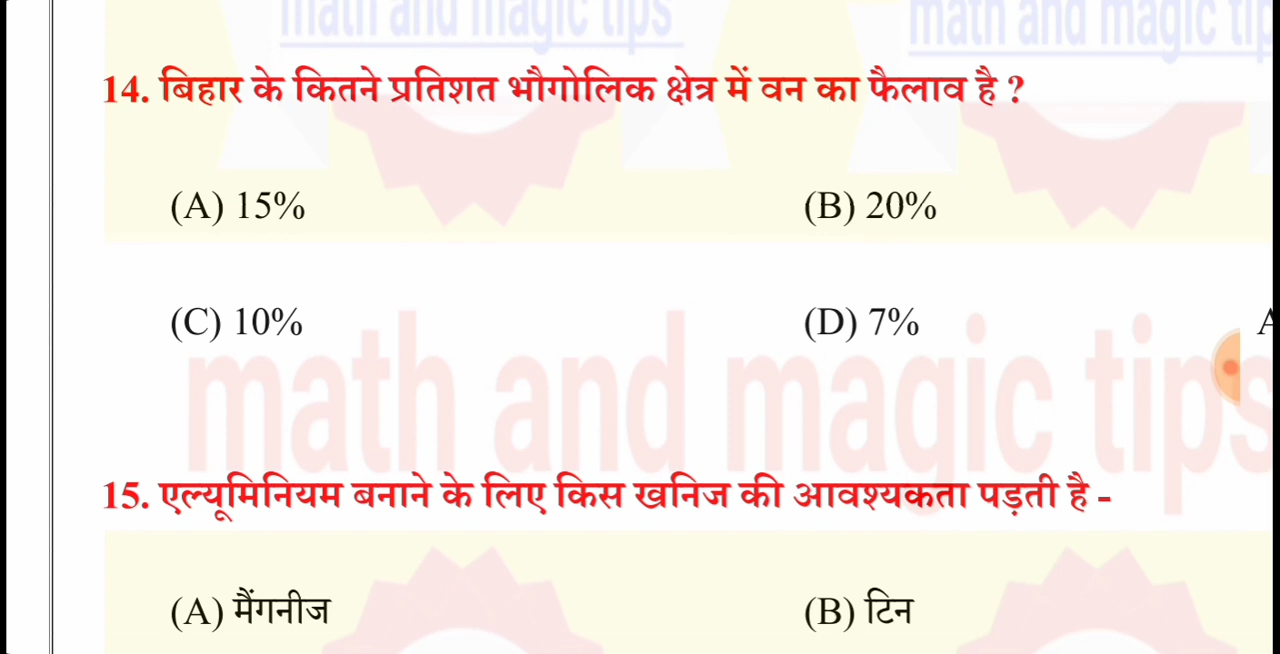 math and magic tips
math and magic tip
14. बिहार के कितने प्रतिशत भौगोलिक क्षेत्र में वन का फैलाव है ?
(A) 15%
(B) 20%
(C) 10%
(D) 7%
math and magic tips
15. एल्यूमिनियम बनाने के लिए किस खनिज की आवश्यकता पड़ती है -
(A) मैंगनीज
(B) टिन